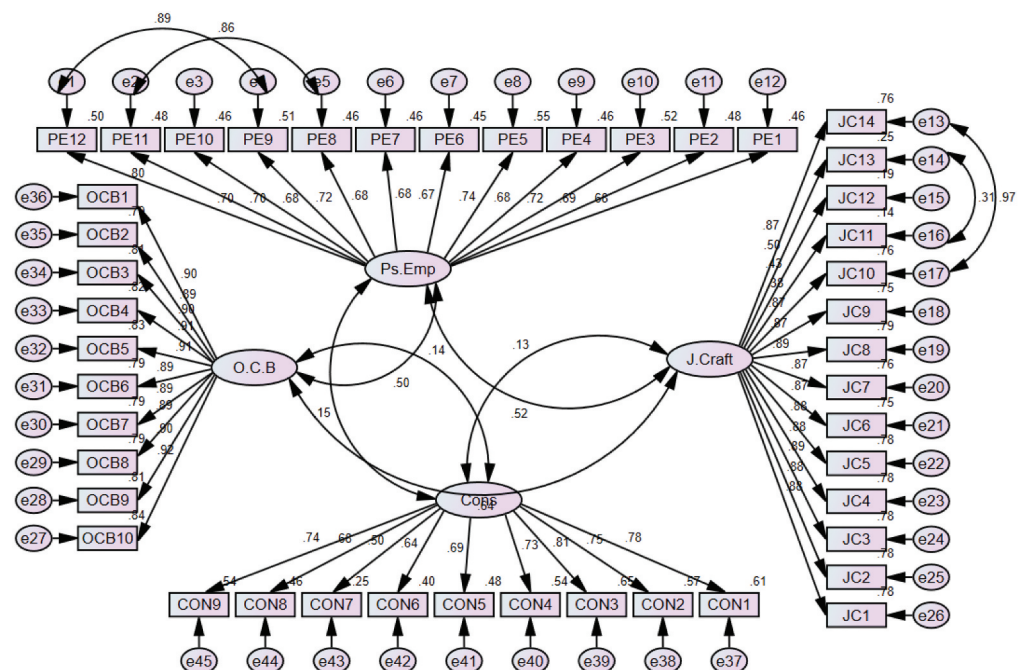 .89
.86
e1 e2 e3 e4 e5 e6 e7 e8 e9 e10 e11 e12
.50 .48 .46 .51 .46 .46 .45 .55 .46 .52 .48 .46
PE12 PE11 PE10 PE9 PE8 PE7 PE6 PE5 PE4 PE3 PE2 PE1
.80 .70 .70 .68 .72 .68 .68 .67 .74 .68 .72 .69 .68
Ps.Emp
e36 OCB1
.79
e35 OCB2
.81
e34 OCB3
.82
e33 OCB4
.83
e32 OCB5
.79
e31 OCB6
.79
e30 OCB7
.79
e29 OCB8
.81
e28 OCB9
.84
e27 OCB10
.90
.89
.90
.91
.91
.89
.89
.89
.90
.92
O.C.B
.14
.50
.15
.13
.52
.64
J.Craft
.76
JC14 e13
.25
JC13 e14
.19
JC12 e15
.14
JC11 e16
.76
JC10 e17
.75
JC9 e18
.79
JC8 e19
.76
JC7 e20
.75
JC6 e21
.78
JC5 e22
.78
JC4 e23
.78
JC3 e24
.78
JC2 e25
.78
JC1 e26
.31 .97
.87
.50
.43
.38
.87
.87
.89
.87
.87
.88
.88
.89
.88
.88
Cons
.74 .68 .50 .64 .69 .73 .81 .75 .78
.54 .46 .25 .40 .48 .54 .65 .57 .61
CON9 CON8 CON7 CON6 CON5 CON4 CON3 CON2 CON1
e45 e44 e43 e42 e41 e40 e39 e38 e37